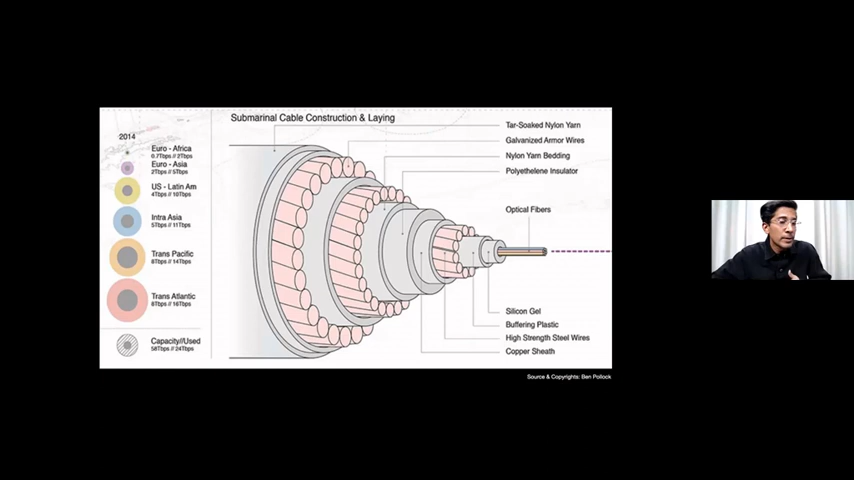 Submarinal Cable Construction & Laying
2014
Euro - Africa
0.7Tbps // 2Tbps
Euro - Asia
2Tbps // 5Tbps
US - Latin Am
4Tbps // 10Tbps
Intra Asia
5Tbps // 11Tbps
Trans Pacific
8Tbps // 14Tbps
Trans Atlantic
8Tbps // 16Tbps
Capacity//Used
58Tbps // 24Tbps
Tar-Soaked Nylon Yarn
Galvanized Armor Wires
Nylon Yarn Bedding
Polyethelene Insulator
Optical Fibers
Silicon Gel
Buffering Plastic
High Strength Steel Wires
Copper Sheath
Source & Copyrights: Ben Pollock